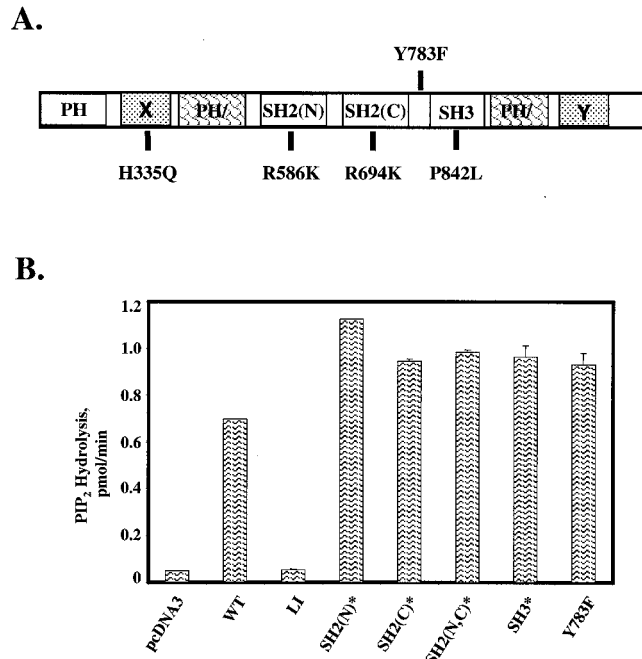 A.
Y783F
PH X PH/ SH2(N) SH2(C) SH3 PH/ Y
H335Q R586K R694K P842L
B.
PIP2 Hydrolysis,
pmol/min
1.2
1.0
0.8
0.6
0.4
0.2
0
pcDNA3 WT LI SH2(N)* SH2(C)* SH2(N,C)* SH3* Y783F